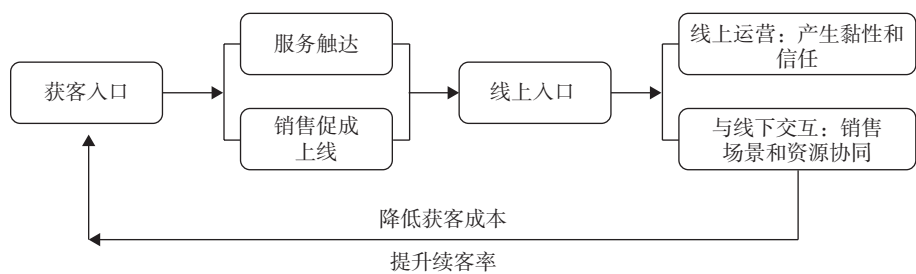 获客入口
服务触达
销售促成
上线
线上入口
线上运营：产生黏性和
信任
与线下交互：销售
场景和资源协同
降低获客成本
提升续客率